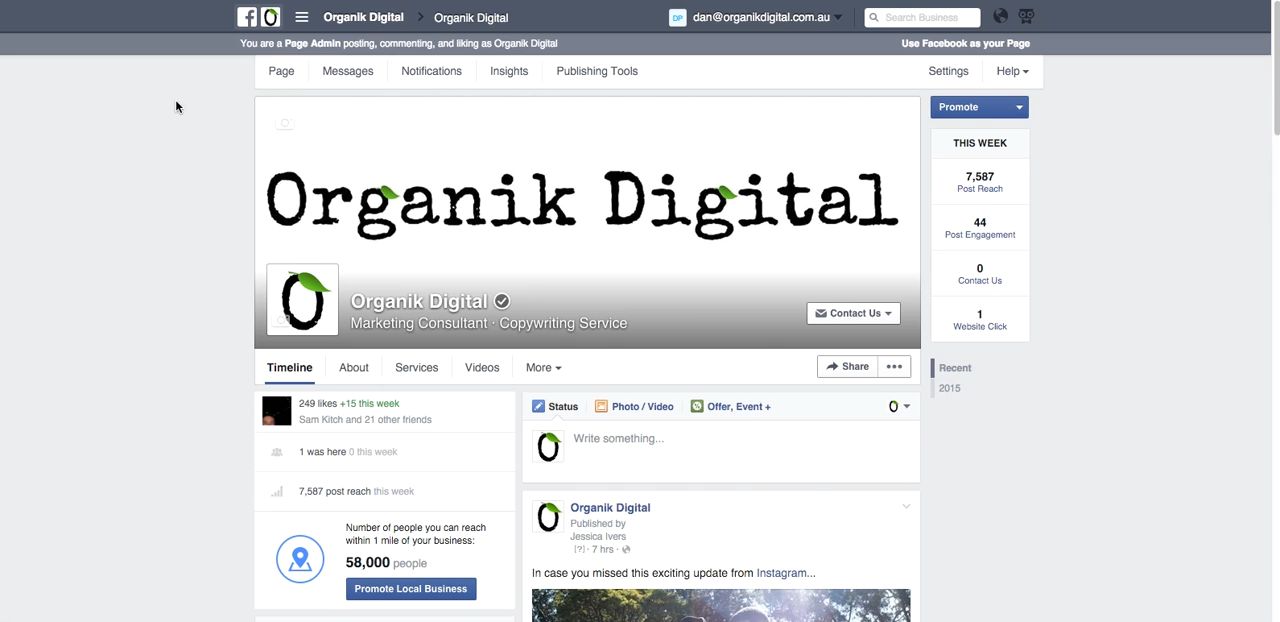 Organik Digital > Organik Digital
DP dan@organikdigital.com.au
Search Business
You are a Page Admin posting, commenting, and liking as Organik Digital
Use Facebook as your Page
Page Messages Notifications Insights Publishing Tools
Settings Help
Promote
THIS WEEK
7,587
Post Reach
44
Post Engagement
0
Contact Us
1
Website Click
Recent
2015
Organik Digital
Organik Digital
Marketing Consultant · Copywriting Service
Contact Us
Timeline About Services Videos More
Share
249 likes +15 this week
Sam Kitch and 21 other friends
1 was here 0 this week
7,587 post reach this week
Number of people you can reach
within 1 mile of your business:
58,000 people
Promote Local Business
Status Photo / Video Offer, Event +
Write something...
Organik Digital
Published by
Jessica Ivers
[?] · 7 hrs ·
In case you missed this exciting update from Instagram...